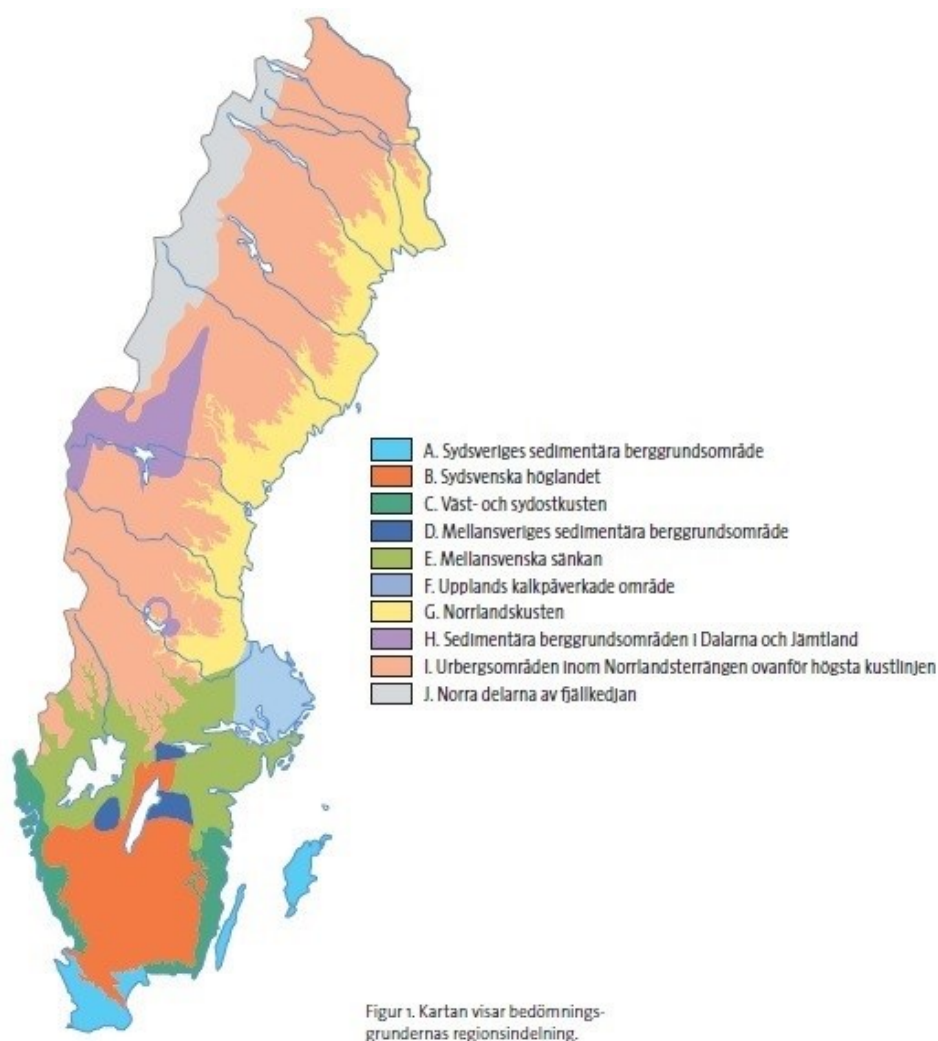 A. Sydsveriges sedimentära berggrundsområde
B. Sydsvenska höglandet
C. Väst- och sydostkusten
D. Mellansveriges sedimentära berggrundsområde
E. Mellansvenska sänkan
F. Upplands kalkpåverkade område
G. Norrlandskusten
H. Sedimentära berggrundsområden i Dalarna och Jämtland
I. Urbergsområden inom Norrlandsterrängen ovanför högsta kustlinjen
J. Norra delarna av fjällkedjan
Figur 1. Kartan visar bedömnings-
grundernas regionsindelning.